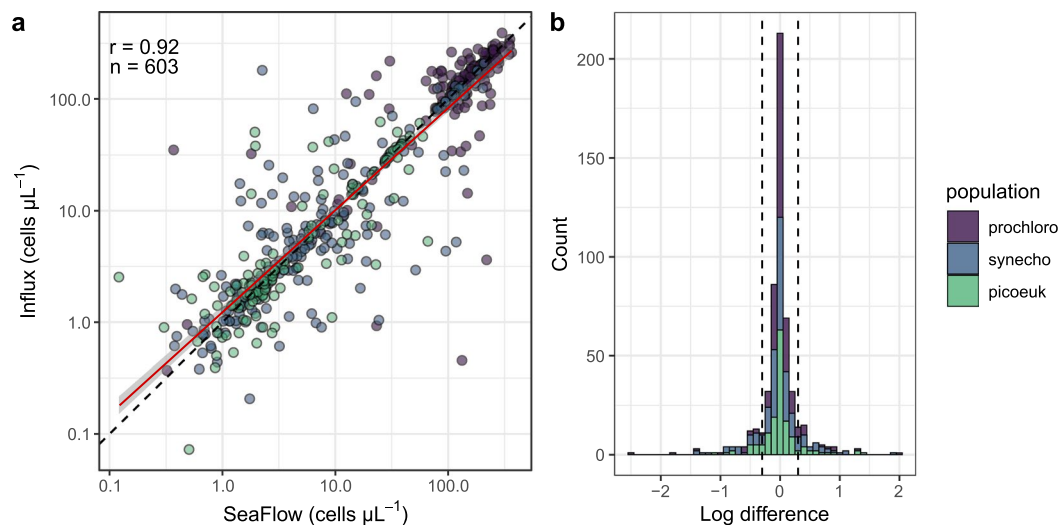 a
r = 0.92
n = 603
100.0
10.0
1.0
0.1
0.1
1.0
10.0
100.0
Influx (cells µL⁻¹)
SeaFlow (cells µL⁻¹)
b
200
150
100
50
0
−2
−1
0
1
2
Count
Log difference
population
prochloro
synecho
picoeuk